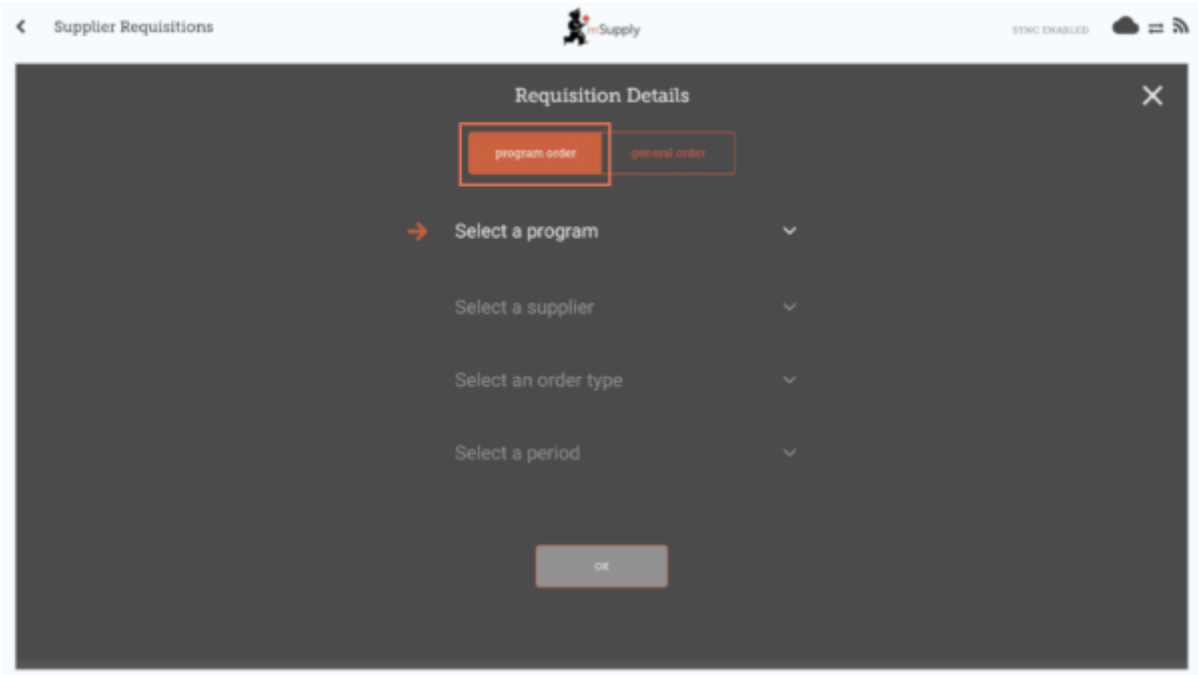 Supplier Requisitions
mSupply
SYNC ENABLED
Requisition Details
program order
general order
Select a program
Select a supplier
Select an order type
Select a period
OK